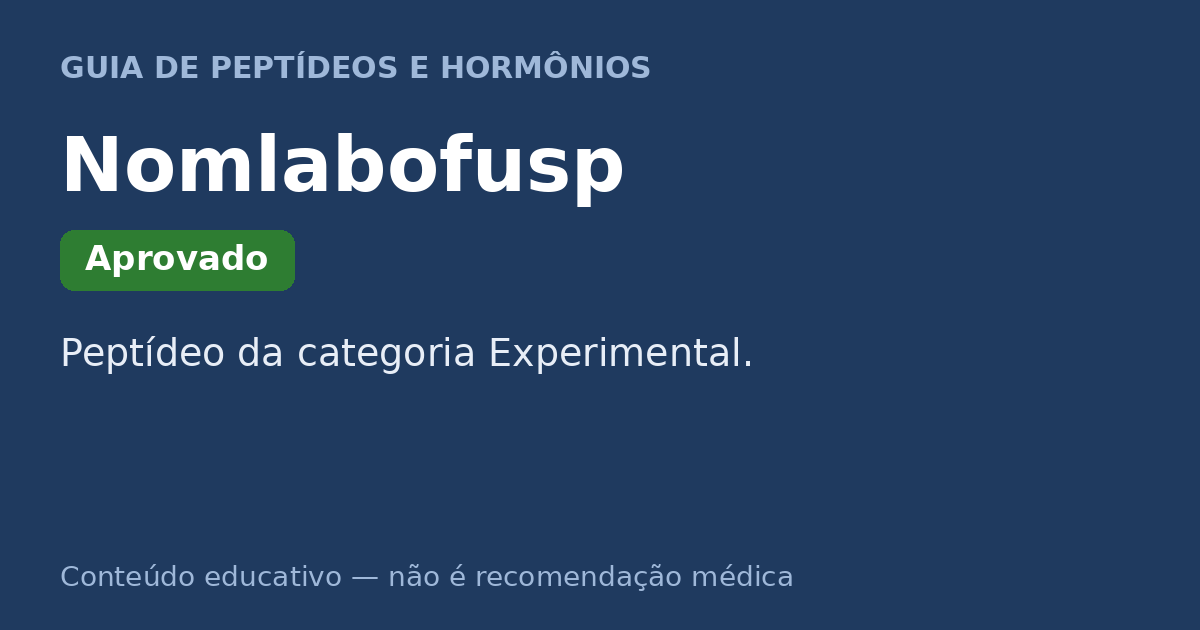 GUIA DE PEPTÍDEOS E HORMÔNIOS
Nomlabofusp
Aprovado
Peptídeo da categoria Experimental.
Conteúdo educativo — não é recomendação médica